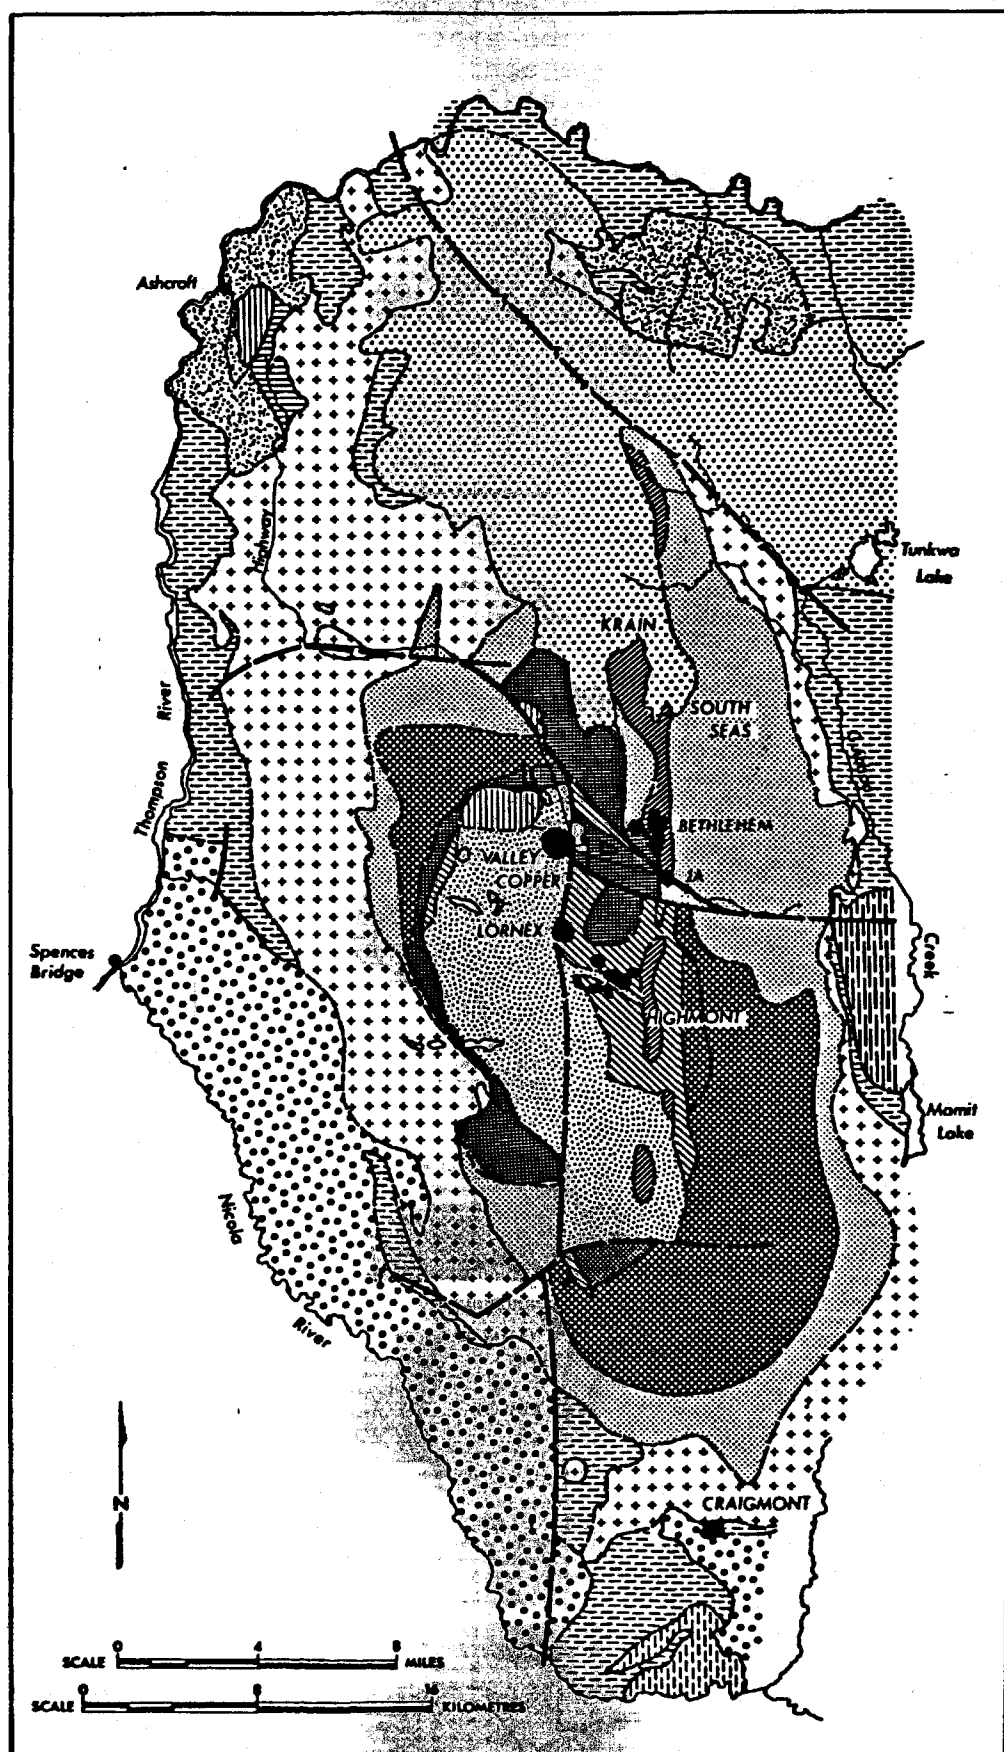 Ashcroft
Highway
Tunkwa
Lake
KRAIN
SOUTH
SEAS
Thompson
River
BETHLEHEM
VALLEY
COPPER
JA
LORNEX
Spences
Bridge
Creek
HIGHMONT
Mamit
Lake
Nicola
River
CRAIGMONT
N
0 4 8
SCALE MILES
0 8 16
SCALE KILOMETRES